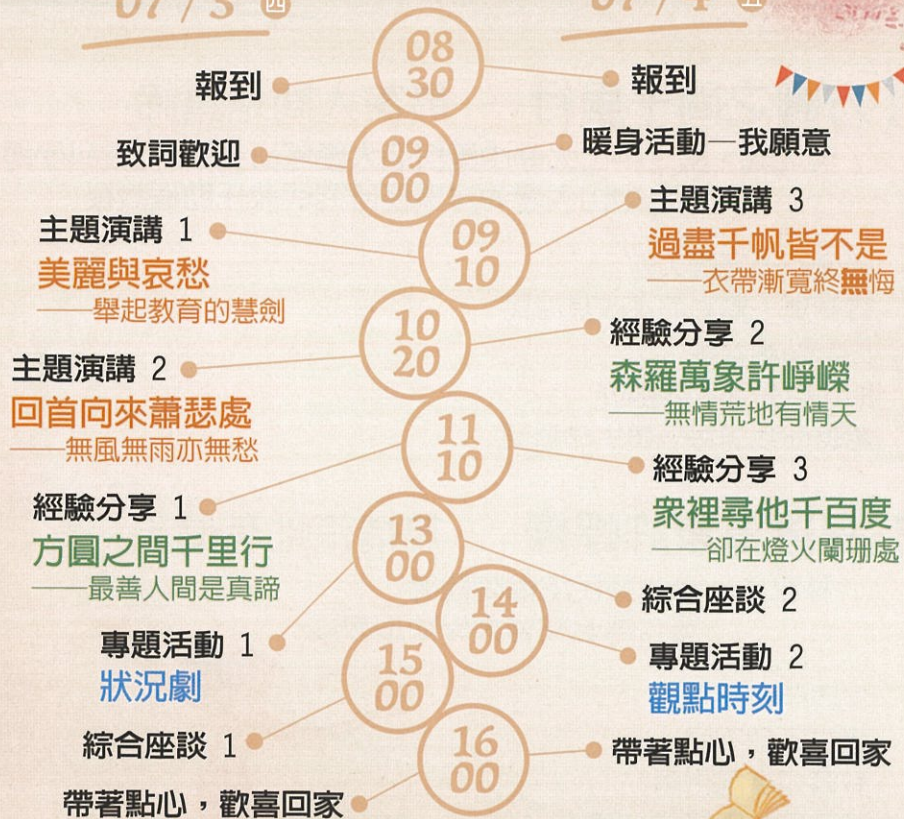 07/3 四
07/4 五
08
30
報到
報到
09
00
致詞歡迎
暖身活動—我願意
09
10
主題演講 1
美麗與哀愁
——舉起教育的慧劍
主題演講 3
過盡千帆皆不是
——衣帶漸寬終無悔
10
20
主題演講 2
回首向來蕭瑟處
——無風無雨亦無愁
經驗分享 2
森羅萬象許崢嶸
——無情荒地有情天
11
10
經驗分享 1
方圓之間千里行
——最善人間是真諦
經驗分享 3
眾裡尋他千百度
——卻在燈火闌珊處
13
00
專題活動 1
狀況劇
綜合座談 2
14
00
專題活動 2
觀點時刻
15
00
綜合座談 1
16
00
帶著點心，歡喜回家
帶著點心，歡喜回家